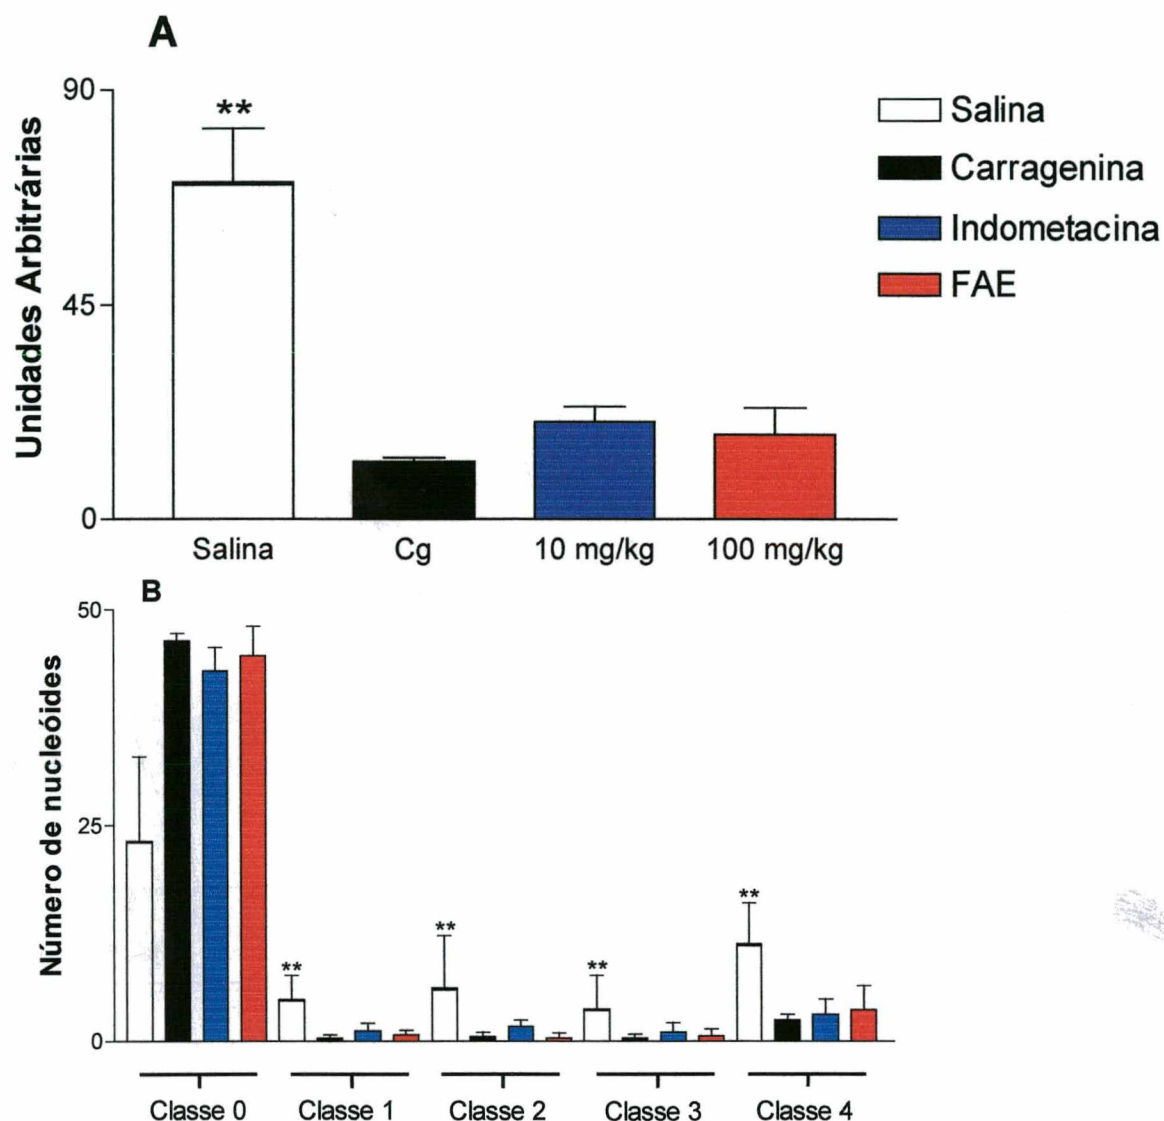 A
Unidades Arbitrárias
90
45
0
**
Salina
Cg
10 mg/kg
100 mg/kg
Salina
Carragenina
Indometacina
FAE
B
Número de nucleóides
50
25
0
**
**
**
**
Classe 0
Classe 1
Classe 2
Classe 3
Classe 4